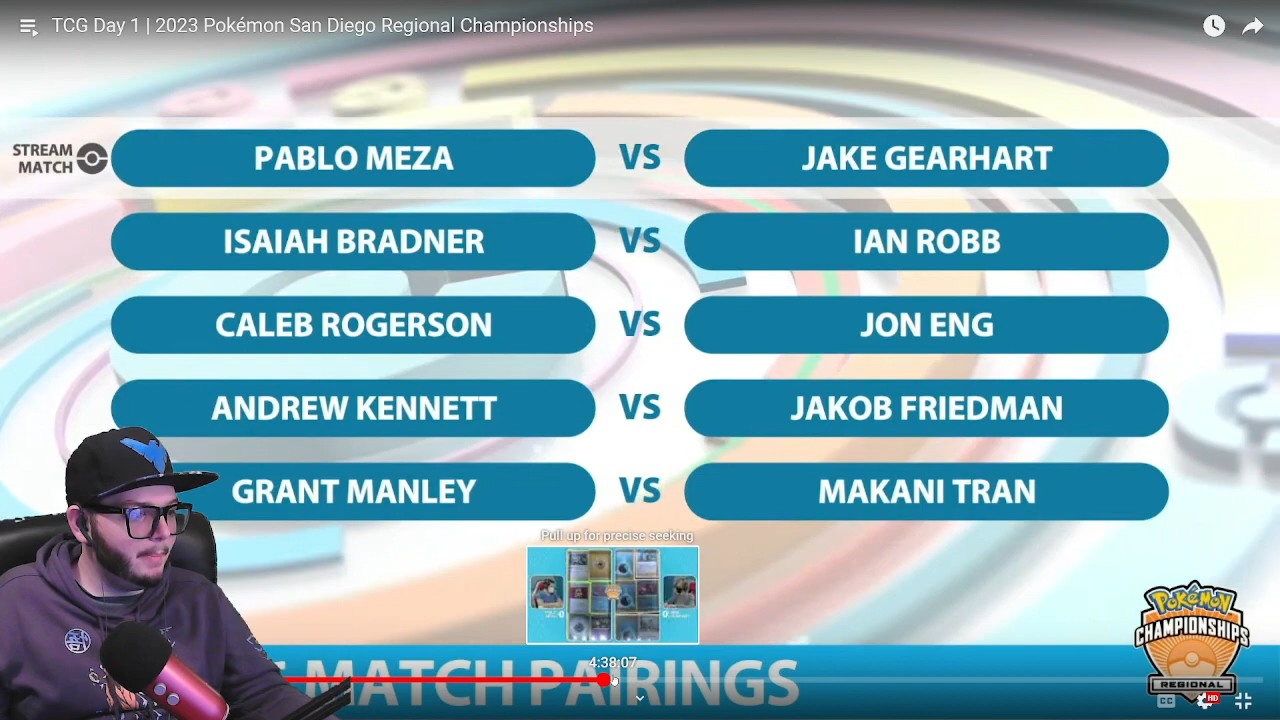 TCG Day 1 | 2023 Pokémon San Diego Regional Championships
STREAM MATCH
PABLO MEZA VS JAKE GEARHART
ISAIAH BRADNER VS IAN ROBB
CALEB ROGERSON VS JON ENG
ANDREW KENNETT VS JAKOB FRIEDMAN
GRANT MANLEY VS MAKANI TRAN
Pull up for precise seeking
4:38:07
MATCH PAIRINGS
Pokémon
CHAMPIONSHIPS
REGIONAL
CC
HD